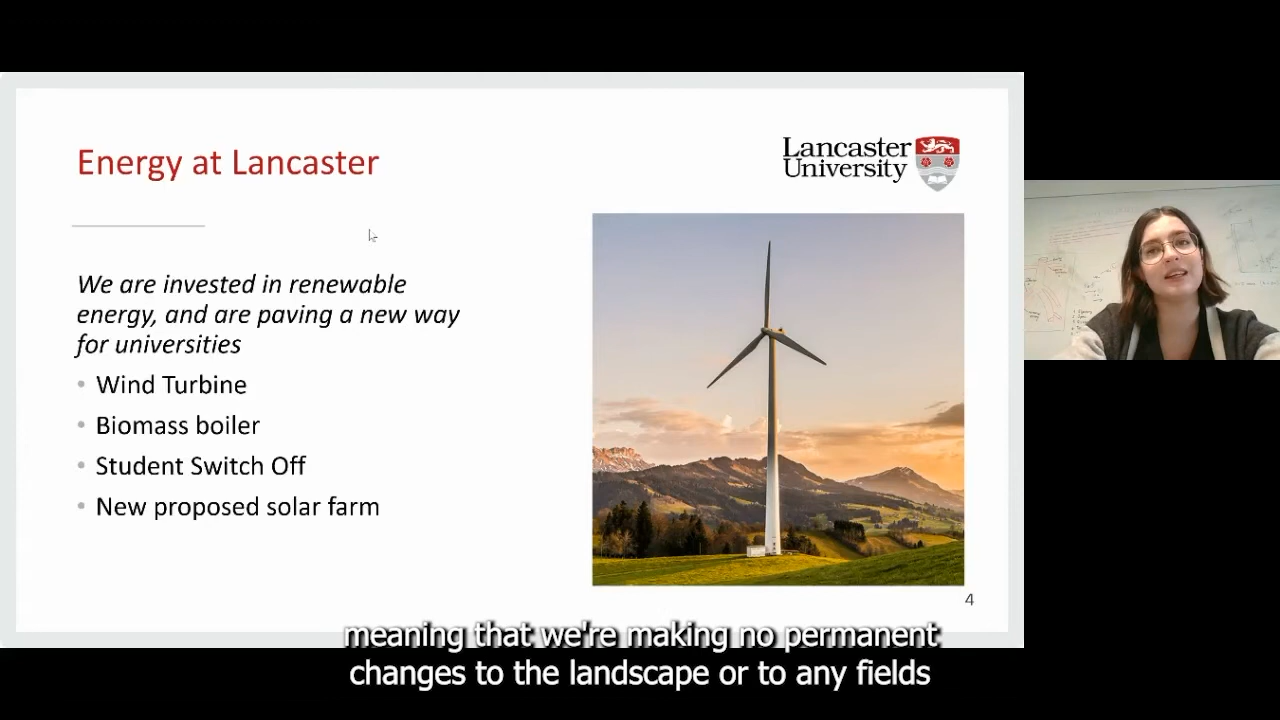 Energy at Lancaster
Lancaster
University
We are invested in renewable
energy, and are paving a new way
for universities
• Wind Turbine
• Biomass boiler
• Student Switch Off
• New proposed solar farm
4
meaning that we're making no permanent
changes to the landscape or to any fields